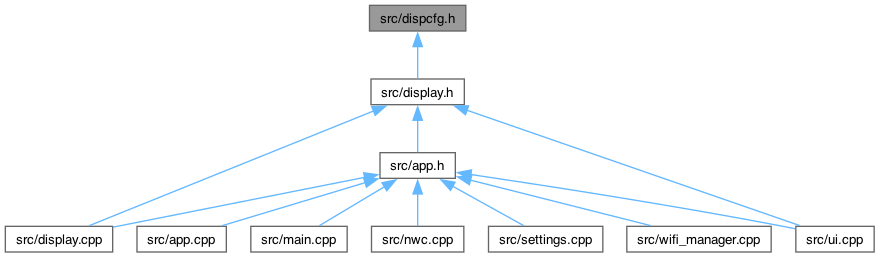 src/dispcfg.h
src/display.h
src/app.h
src/display.cpp
src/app.cpp
src/main.cpp
src/nwc.cpp
src/settings.cpp
src/wifi_manager.cpp
src/ui.cpp